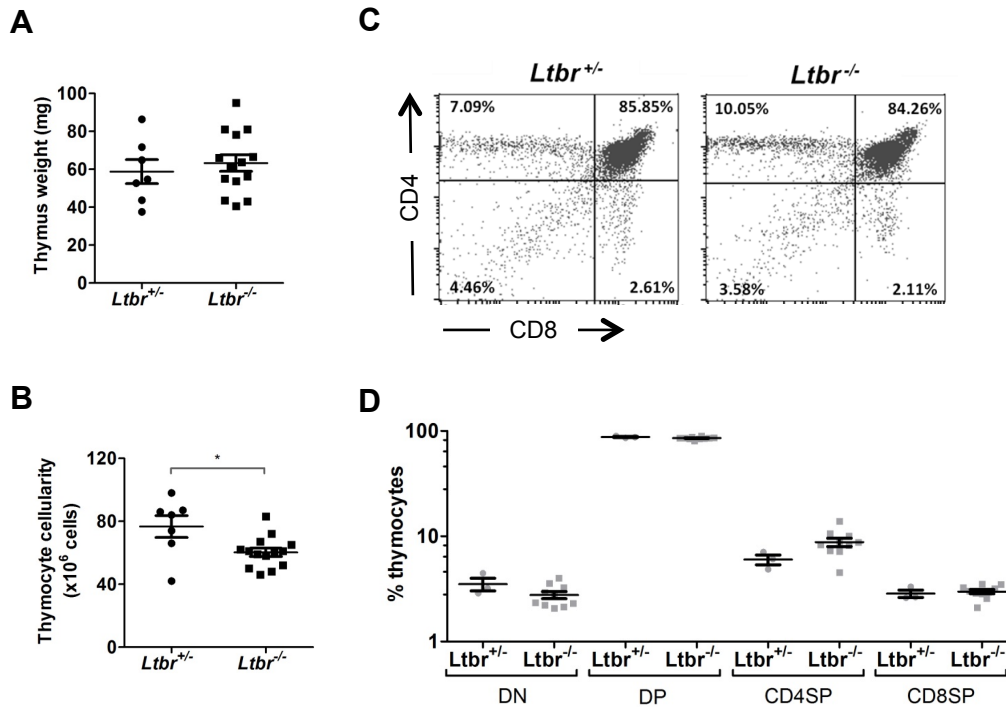 A
Thymus weight (mg)
100
80
60
40
20
0
Ltbr+/-
Ltbr-/-
B
Thymocyte cellularity
(x10⁶ cells)
120
80
40
0
*
Ltbr+/-
Ltbr-/-
C
Ltbr+/-
Ltbr-/-
CD4
7.09%
85.85%
4.46%
2.61%
10.05%
84.26%
3.58%
2.11%
CD8
D
% thymocytes
100
10
1
Ltbr+/- Ltbr-/- Ltbr+/- Ltbr-/- Ltbr+/- Ltbr-/- Ltbr+/- Ltbr-/-
DN DP CD4SP CD8SP